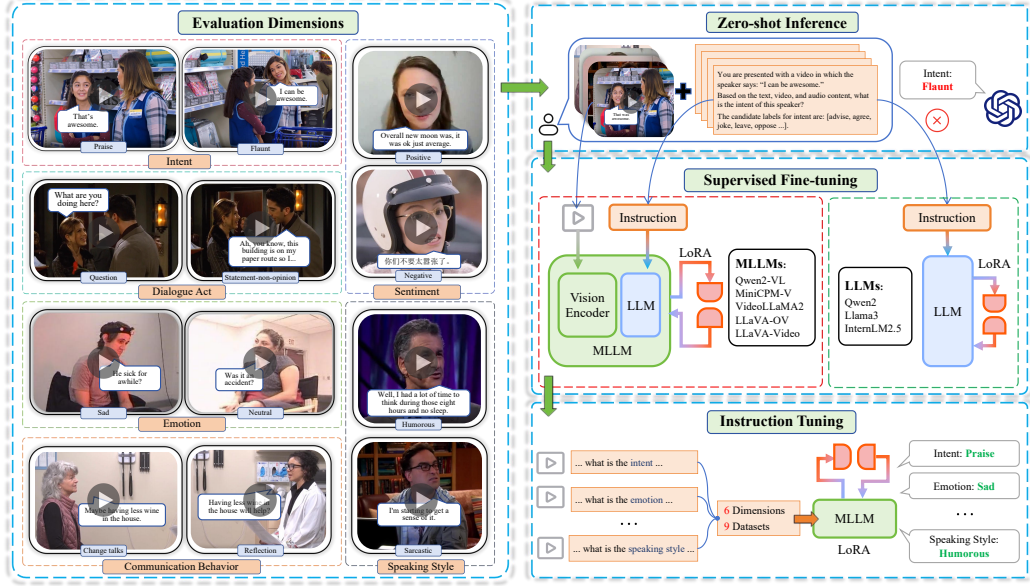 Evaluation Dimensions
That's
awesome.
Praise
I can be
awesome.
Flaunt
Intent
Overall new moon was, it
was ok just average.
Positive
What are you
doing here?
Question
Ah, you know, this
building is on my
paper route so I...
Statement-non-opinion
Dialogue Act
你们不要太嚣张了。
Negative
Sentiment
He sick for
awhile?
Sad
Was it an
accident?
Neutral
Emotion
Well, I had a lot of time to
think during those eight
hours and no sleep.
Humorous
Maybe having less wine
in the house.
Change talks
Having less wine in
the house will help?
Reflection
Communication Behavior
I'm starting to get a
sense of it.
Sarcastic
Speaking Style
Zero-shot Inference
That's
awesome.
+
You are presented with a video in which the
speaker says: “I can be awesome.”
Based on the text, video, and audio content, what
is the intent of this speaker?
The candidate labels for intent are: [advise, agree,
joke, leave, oppose ...].
Intent:
Flaunt
Supervised Fine-tuning
Instruction
Vision
Encoder
LLM
MLLM
LoRA
MLLMs:
Qwen2-VL
MiniCPM-V
VideoLLaMA2
LLaVA-OV
LLaVA-Video
LLMs:
Qwen2
Llama3
InternLM2.5
Instruction
LLM
LoRA
Instruction Tuning
... what is the intent ...
... what is the emotion ...
...
... what is the speaking style ...
6 Dimensions
9 Datasets
MLLM
LoRA
Intent: Praise
Emotion: Sad
...
Speaking Style:
Humorous